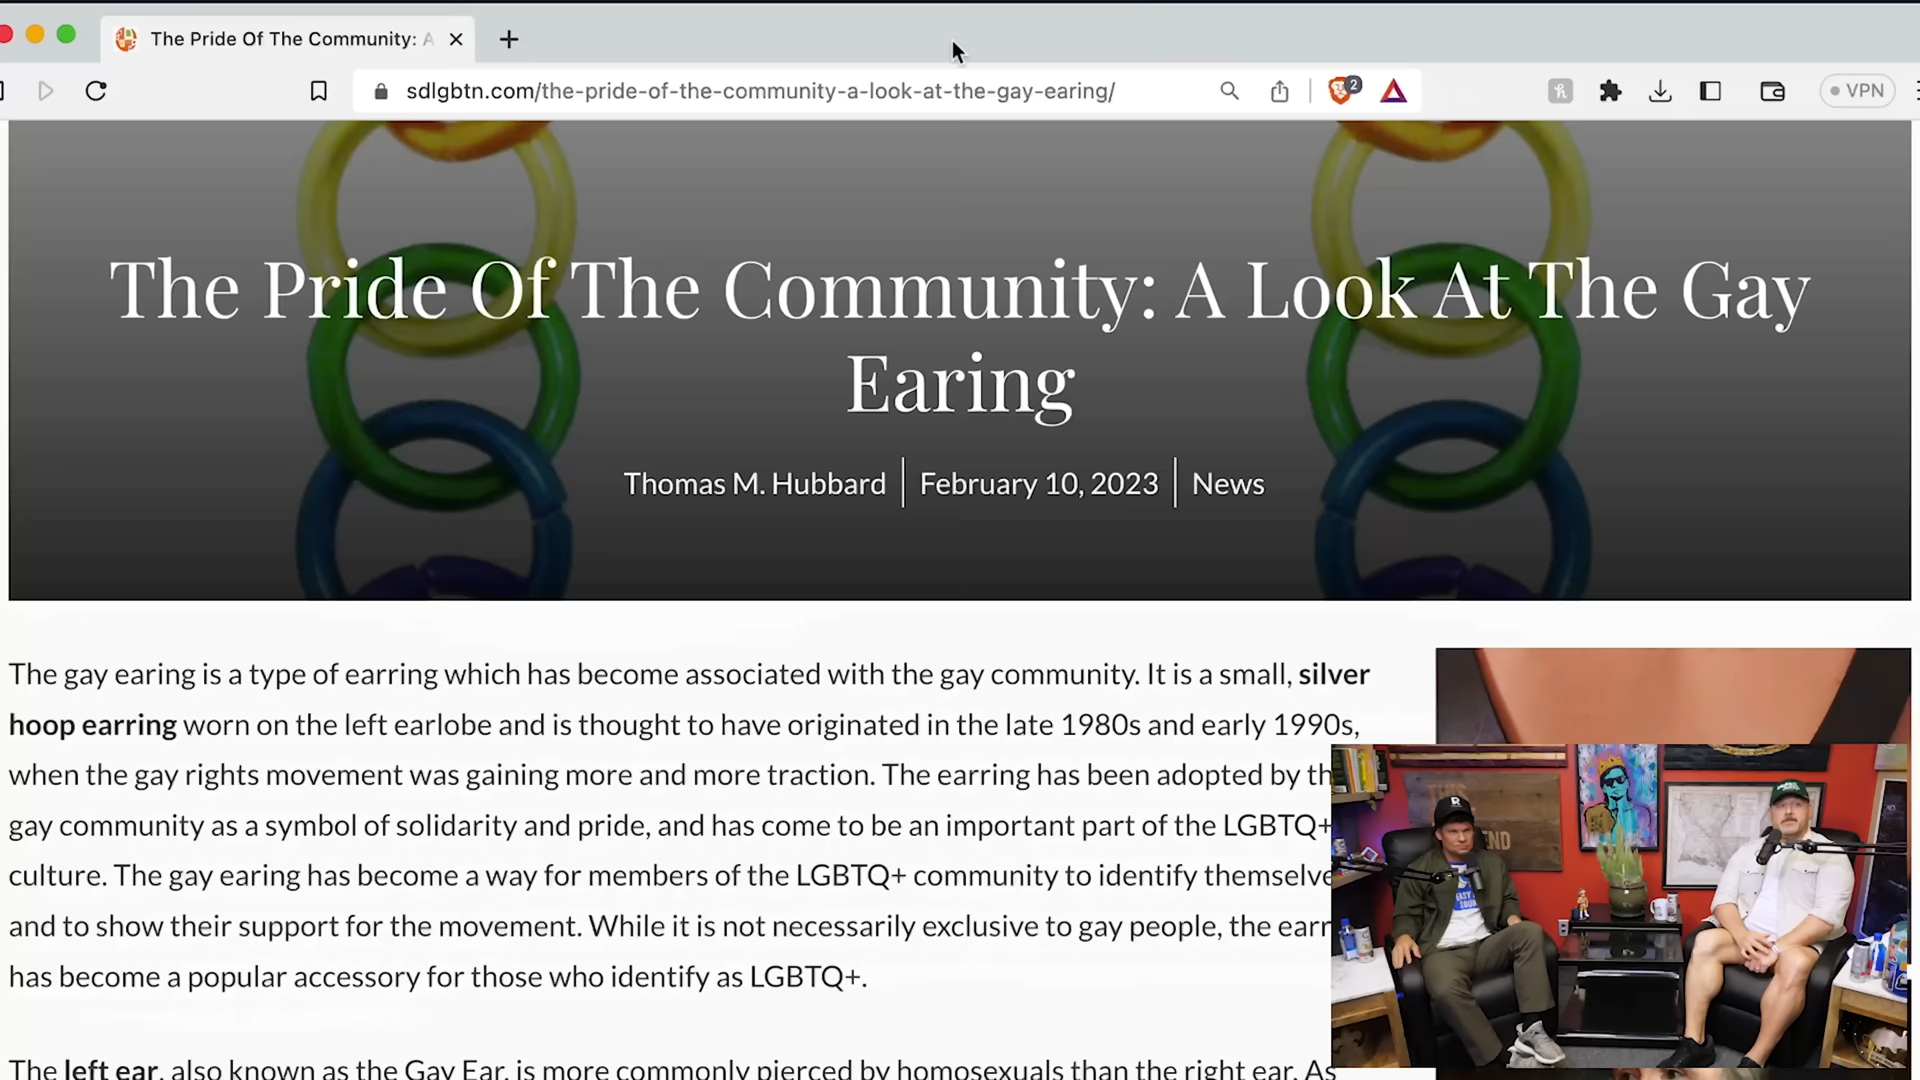 The Pride Of The Community: A
sdlgbtn.com/the-pride-of-the-community-a-look-at-the-gay-earing/
2
VPN
The Pride Of The Community: A Look At The Gay
Earing
Thomas M. Hubbard | February 10, 2023 | News
The gay earing is a type of earring which has become associated with the gay community. It is a small, silver
hoop earring worn on the left earlobe and is thought to have originated in the late 1980s and early 1990s,
when the gay rights movement was gaining more and more traction. The earring has been adopted by th
gay community as a symbol of solidarity and pride, and has come to be an important part of the LGBTQ+
culture. The gay earing has become a way for members of the LGBTQ+ community to identify themselve
and to show their support for the movement. While it is not necessarily exclusive to gay people, the earr
has become a popular accessory for those who identify as LGBTQ+.
The left ear, also known as the Gay Ear, is more commonly pierced by homosexuals than the right ear. As